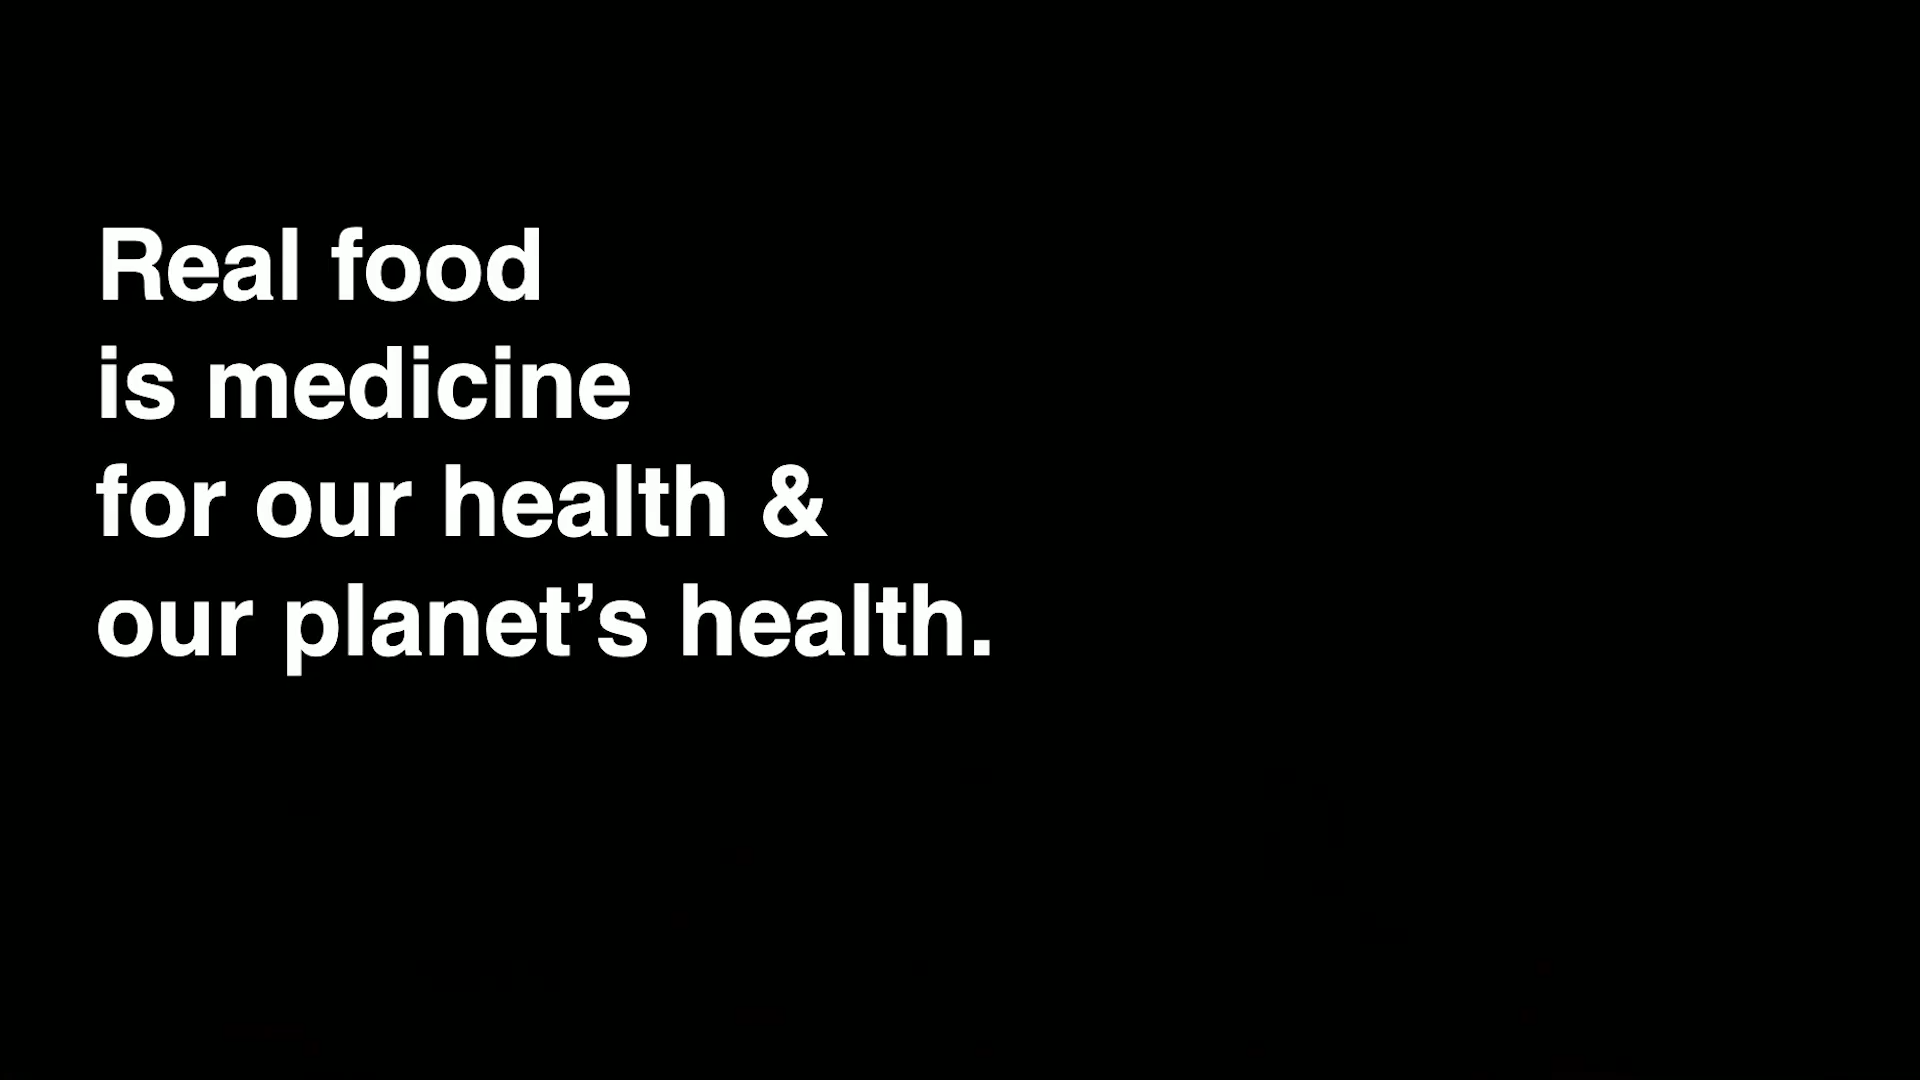 Real food
is medicine
for our health &
our planet’s health.